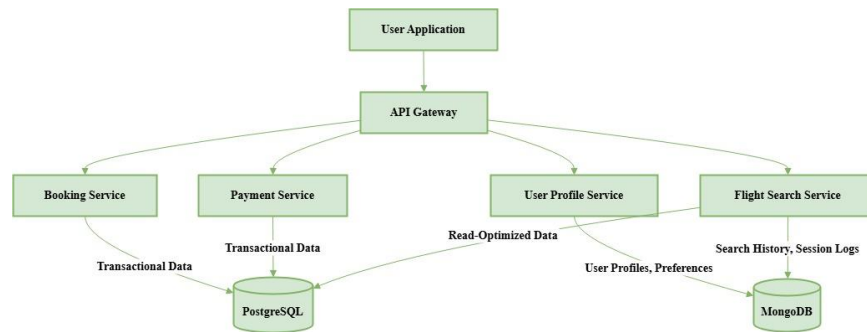 User Application
API Gateway
Booking Service
Payment Service
User Profile Service
Flight Search Service
Read-Optimized Data
Transactional Data
Search History, Session Logs
Transactional Data
User Profiles, Preferences
PostgreSQL
MongoDB